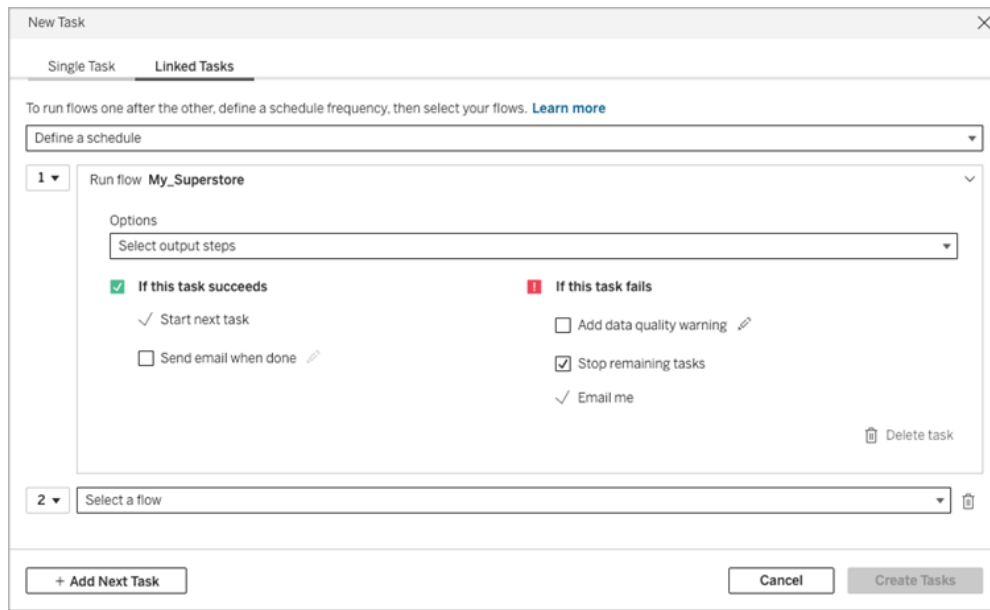 New Task
Single Task Linked Tasks
To run flows one after the other, define a schedule frequency, then select your flows. Learn more
Define a schedule
1 Run flow My_Superstore
Options
Select output steps
If this task succeeds If this task fails
Start next task Add data quality warning
Send email when done Stop remaining tasks
Email me
Delete task
2 Select a flow
+ Add Next Task Cancel Create Tasks